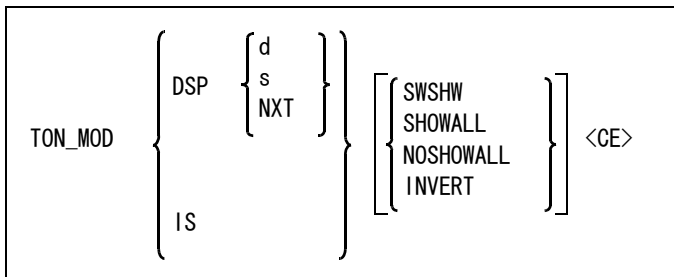 d
DSP s
NXT
SWSHW
SHOWALL
TON_MOD NOSHOWALL <CE>
INVERT
IS